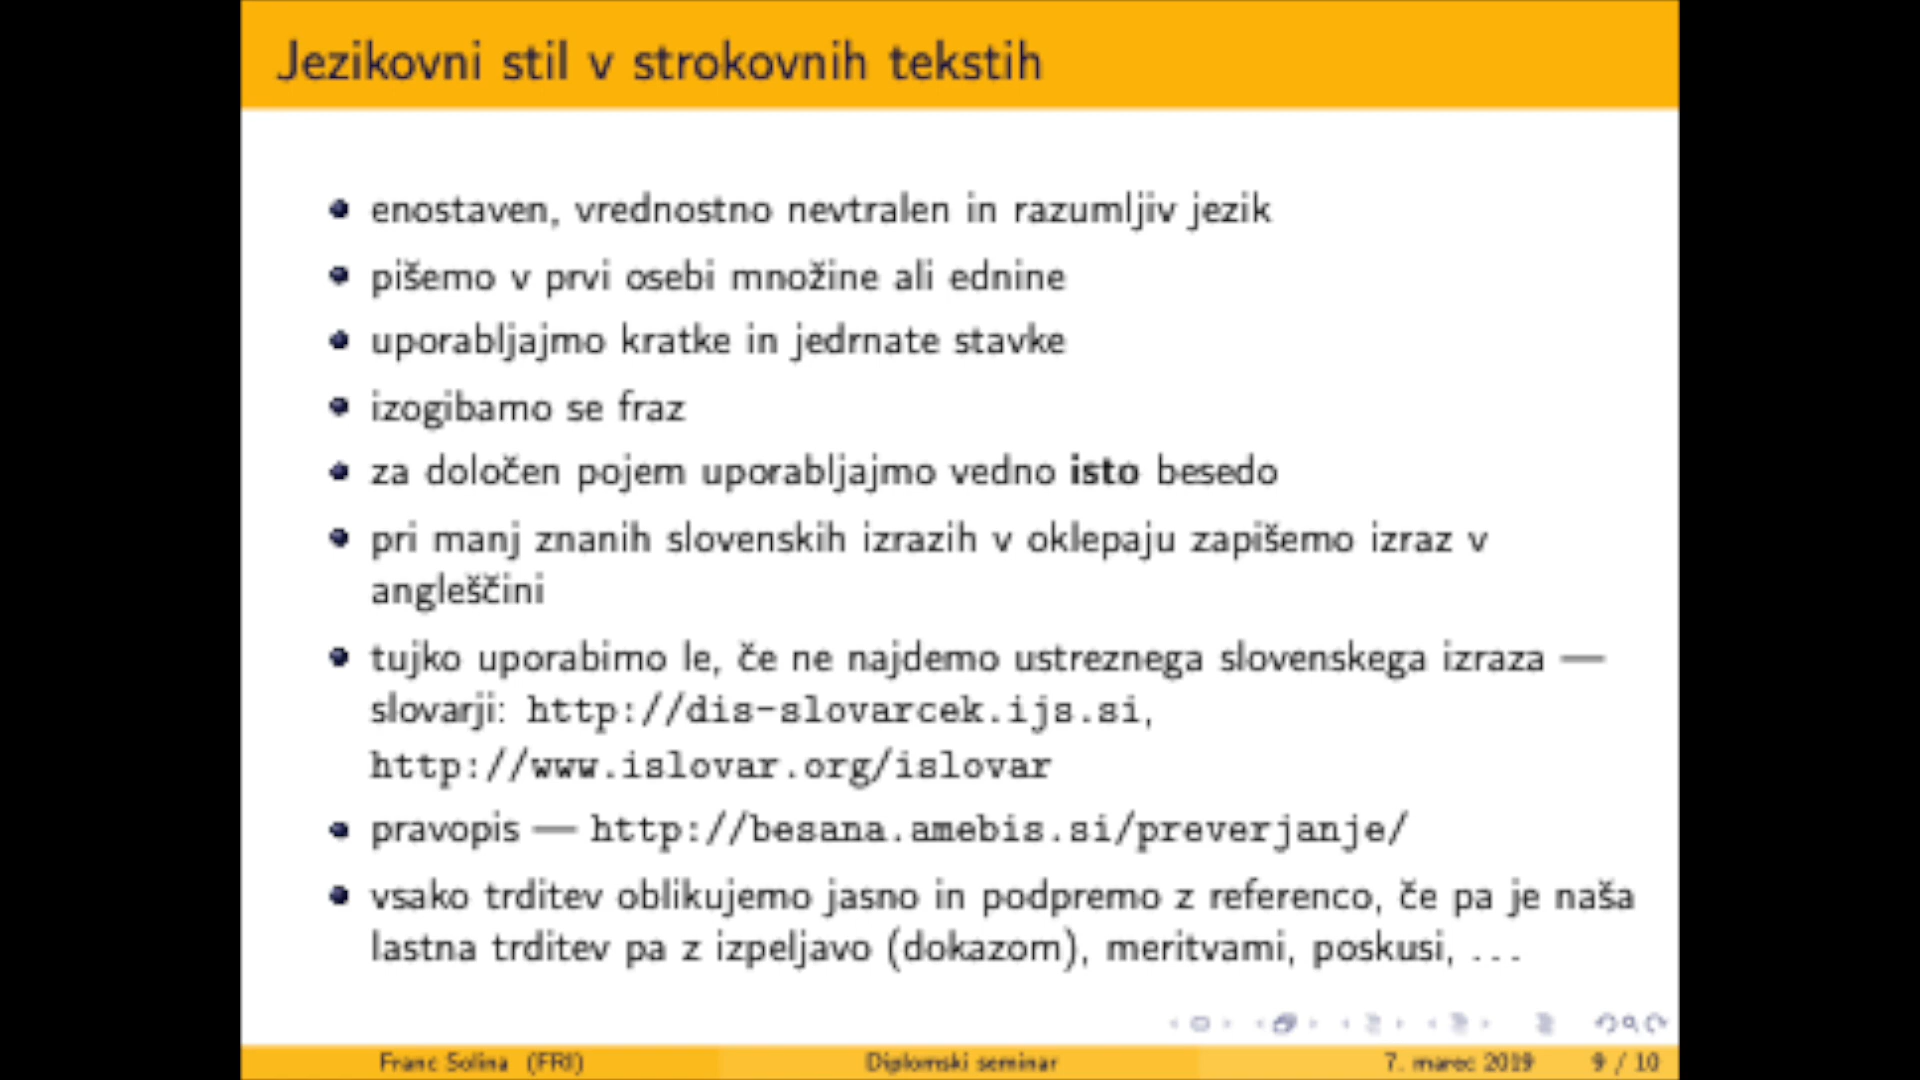 Jezikovni stil v strokovnih tekstih
enostaven, vrednostno nevtralen in razumljiv jezik
pišemo v prvi osebi množine ali ednine
uporabljajmo kratke in jedrnate stavke
izogibamo se fraz
za določen pojem uporabljajmo vedno isto besedo
pri manj znanih slovenskih izrazih v oklepaju zapišemo izraz v
angleščini
tujko uporabimo le, če ne najdemo ustreznega slovenskega izraza —
slovarji: http://dis-slovarcek.ijs.si,
http://www.islovar.org/islovar
pravopis — http://besana.amebis.si/preverjanje/
vsako trditev oblikujemo jasno in podpremo z referenco, če pa je naša
lastna trditev pa z izpeljavo (dokazom), meritvami, poskusi, ...
Franc Solina (FRI) Diplomski seminar 7. marec 2019 9 / 10